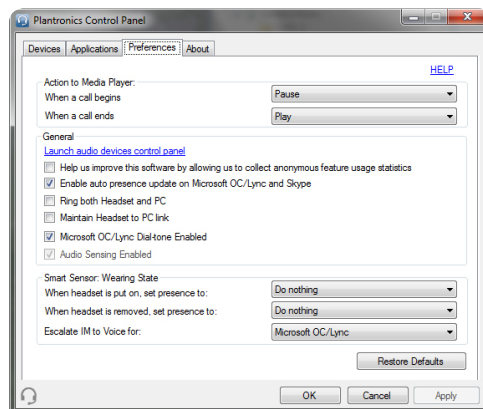 Plantronics Control Panel
Devices Applications Preferences About
HELP
Action to Media Player:
When a call begins Pause
When a call ends Play
General
Launch audio devices control panel
Help us improve this software by allowing us to collect anonymous feature usage statistics
Enable auto presence update on Microsoft OC/Lync and Skype
Ring both Headset and PC
Maintain Headset to PC link
Microsoft OC/Lync Dial-tone Enabled
Audio Sensing Enabled
Smart Sensor: Wearing State
When headset is put on, set presence to: Do nothing
When headset is removed, set presence to: Do nothing
Escalate IM to Voice for: Microsoft OC/Lync
Restore Defaults
OK Cancel Apply